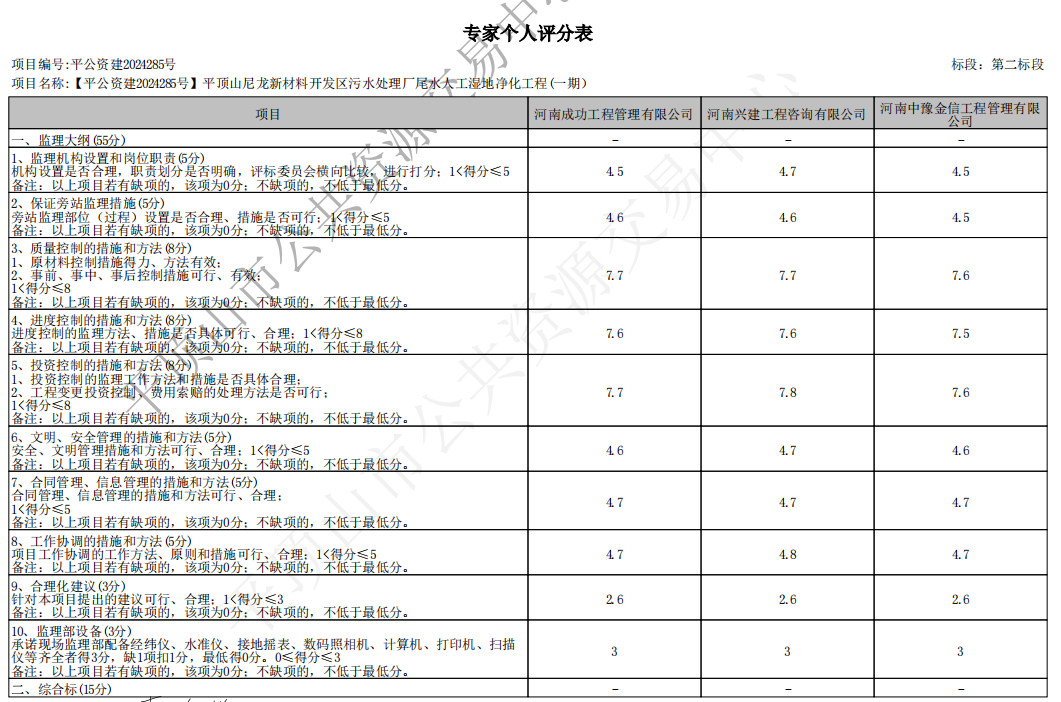 专家个人评分表
项目编号:平公资建2024285号
标段: 第二标段
项目名称:【平公资建2024285号】平顶山尼龙新材料开发区污水处理厂尾水人工湿地净化工程(一期)
项目 河南成功工程管理有限公司 河南兴建工程咨询有限公司 河南中豫金信工程管理有限公司
一、监理大纲(55分) - - -
1、监理机构设置和岗位职责(5分)
机构设置是否合理，职责划分是否明确，评标委员会横向比较，进行打分；1<得分≤5 4.5 4.7 4.5
备注：以上项目若有缺项的，该项为0分；不缺项的，不低于最低分。
2、保证旁站监理措施(5分)
旁站监理部位（过程）设置是否合理、措施是否可行；1<得分≤5 4.6 4.6 4.5
备注：以上项目若有缺项的，该项为0分；不缺项的，不低于最低分。
3、质量控制的措施和方法(8分)
1、原材料控制措施得力、方法有效；
2、事前、事中、事后控制措施可行、有效； 7.7 7.7 7.6
1<得分≤8
备注：以上项目若有缺项的，该项为0分；不缺项的，不低于最低分。
4、进度控制的措施和方法(8分)
进度控制的监理方法、措施是否具体可行、合理；1<得分≤8 7.6 7.6 7.5
备注：以上项目若有缺项的，该项为0分；不缺项的，不低于最低分。
5、投资控制的措施和方法(8分)
1、投资控制的监理工作方法和措施是否具体合理；
2、工程变更投资控制、费用索赔的处理方法是否可行； 7.7 7.8 7.6
1<得分≤8
备注：以上项目若有缺项的，该项为0分；不缺项的，不低于最低分。
6、文明、安全管理的措施和方法(5分)
安全、文明管理措施和方法可行、合理；1<得分≤5 4.6 4.7 4.6
备注：以上项目若有缺项的，该项为0分；不缺项的，不低于最低分。
7、合同管理、信息管理的措施和方法(5分)
合同管理、信息管理的措施和方法可行、合理；
1<得分≤5 4.7 4.7 4.7
备注：以上项目若有缺项的，该项为0分；不缺项的，不低于最低分。
8、工作协调的措施和方法(5分)
项目工作协调的工作方法、原则和措施可行、合理；1<得分≤5 4.7 4.8 4.7
备注：以上项目若有缺项的，该项为0分；不缺项的，不低于最低分。
9、合理化建议(3分)
针对本项目提出的建议可行、合理；1<得分≤3 2.6 2.6 2.6
备注：以上项目若有缺项的，该项为0分；不缺项的，不低于最低分。
10、监理部设备(3分)
承诺现场监理部配备经纬仪、水准仪、接地摇表、数码照相机、计算机、打印机、扫描
仪等齐全者得3分，缺1项扣1分，最低得0分。0≤得分≤3 3 3 3
备注：以上项目若有缺项的，该项为0分；不缺项的，不低于最低分。
二、综合标(15分) - - -
平顶山市公共资源交易中心
平顶山市公共资源交易中心